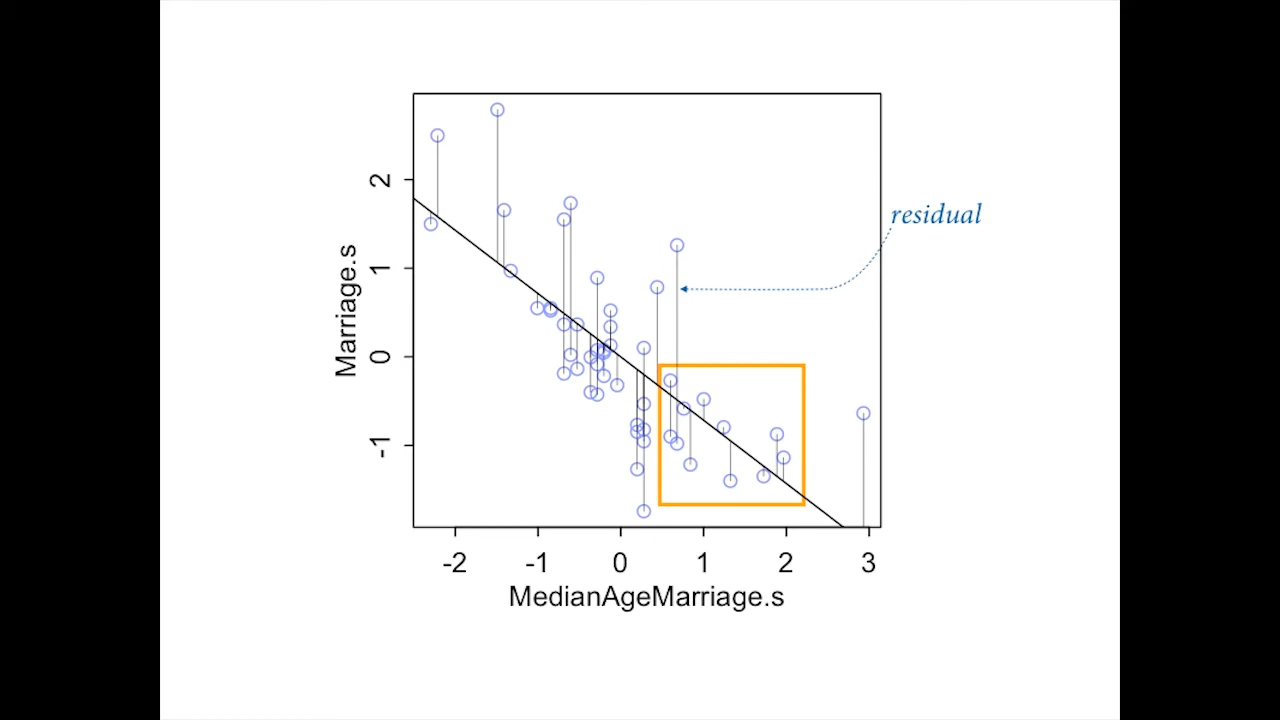 residual
Marriage.s
2
1
0
-1
-2 -1 0 1 2 3
MedianAgeMarriage.s